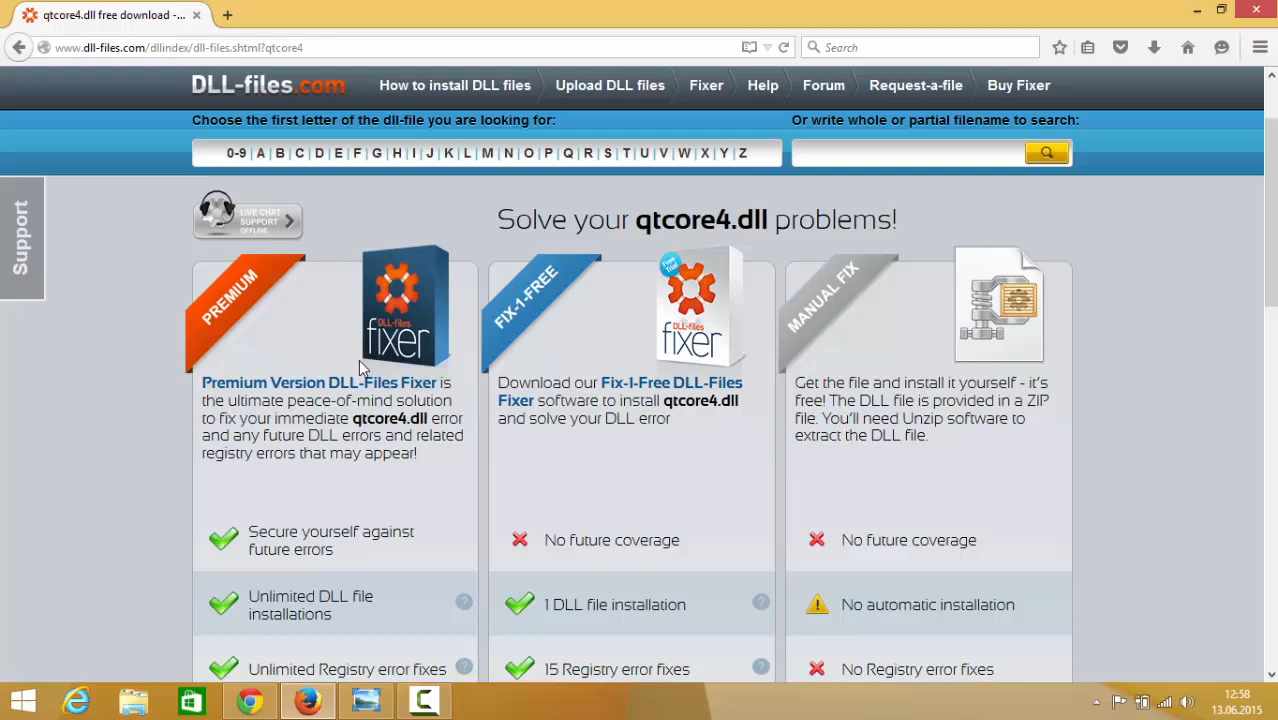 qtcore4.dll free download -...
www.dll-files.com/dllindex/dll-files.shtml?qtcore4
Search
DLL-files.com
How to install DLL files
Upload DLL files
Fixer
Help
Forum
Request-a-file
Buy Fixer
Choose the first letter of the dll-file you are looking for:
Or write whole or partial filename to search:
0-9 | A | B | C | D | E | F | G | H | I | J | K | L | M | N | O | P | Q | R | S | T | U | V | W | X | Y | Z
Support
LIVE CHAT
SUPPORT
OFFLINE
Solve your qtcore4.dll problems!
PREMIUM
DLL-files
fixer
Premium Version DLL-Files Fixer is
the ultimate peace-of-mind solution
to fix your immediate qtcore4.dll error
and any future DLL errors and related
registry errors that may appear!
Secure yourself against
future errors
Unlimited DLL file
installations
?
Unlimited Registry error fixes
?
FIX-1-FREE
Free
Trial
DLL-files
fixer
Download our Fix-1-Free DLL-Files
Fixer software to install qtcore4.dll
and solve your DLL error
No future coverage
1 DLL file installation
?
15 Registry error fixes
?
MANUAL FIX
Get the file and install it yourself - it's
free! The DLL file is provided in a ZIP
file. You'll need Unzip software to
extract the DLL file.
No future coverage
No automatic installation
No Registry error fixes
12:58
13.06.2015